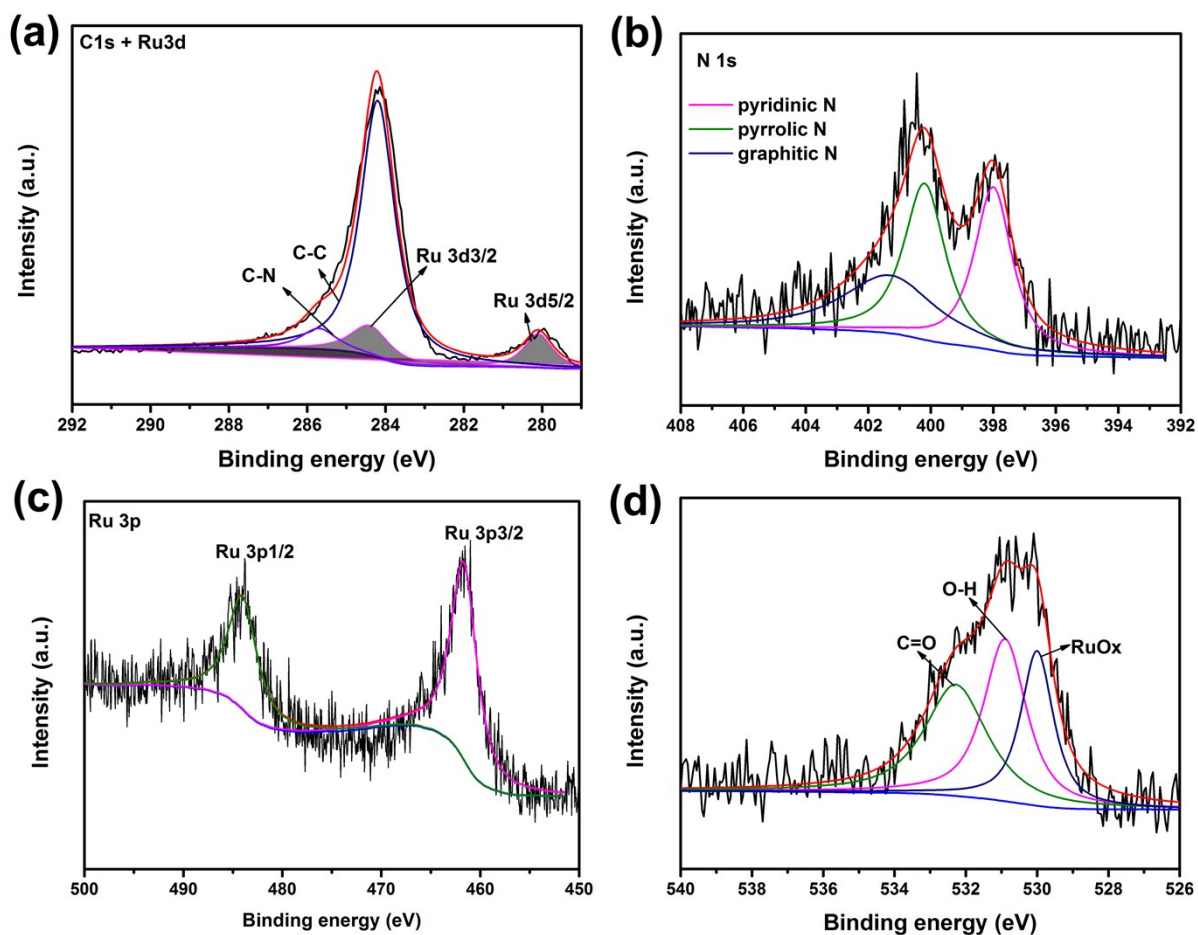 (a)
C1s + Ru3d
C-N
C-C
Ru 3d3/2
Ru 3d5/2
Intensity (a.u.)
292 290 288 286 284 282 280
Binding energy (eV)
(b)
N 1s
pyridinic N
pyrrolic N
graphitic N
Intensity (a.u.)
408 406 404 402 400 398 396 394 392
Binding energy (eV)
(c)
Ru 3p
Ru 3p1/2
Ru 3p3/2
Intensity (a.u.)
500 490 480 470 460 450
Binding energy (eV)
(d)
C=O
O-H
RuOx
Intensity (a.u.)
540 538 536 534 532 530 528 526
Binding energy (eV)